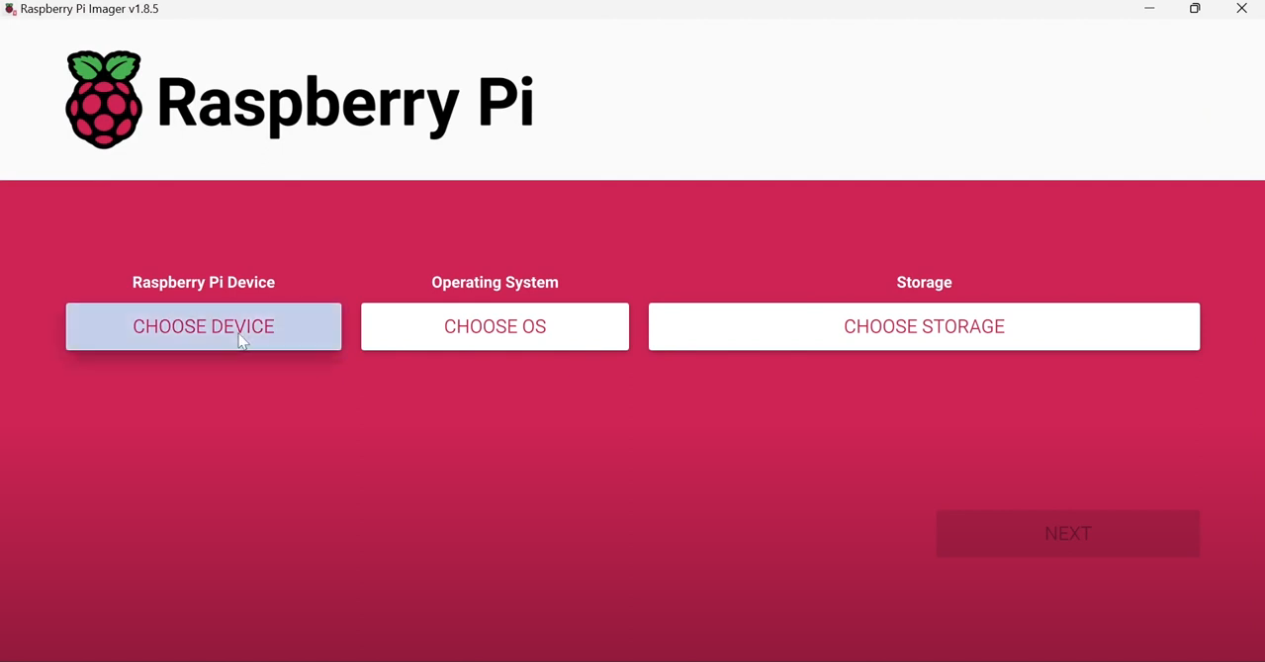 Raspberry Pi Imager v1.8.5
Raspberry Pi
Raspberry Pi Device
Operating System
Storage
CHOOSE DEVICE
CHOOSE OS
CHOOSE STORAGE
NEXT